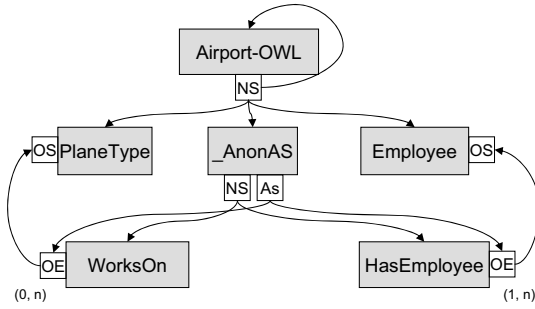 Airport-OWL
NS
OS PlaneType
_AnonAS
Employee OS
NS As
OE WorksOn
HasEmployee OE
(0, n)
(1, n)